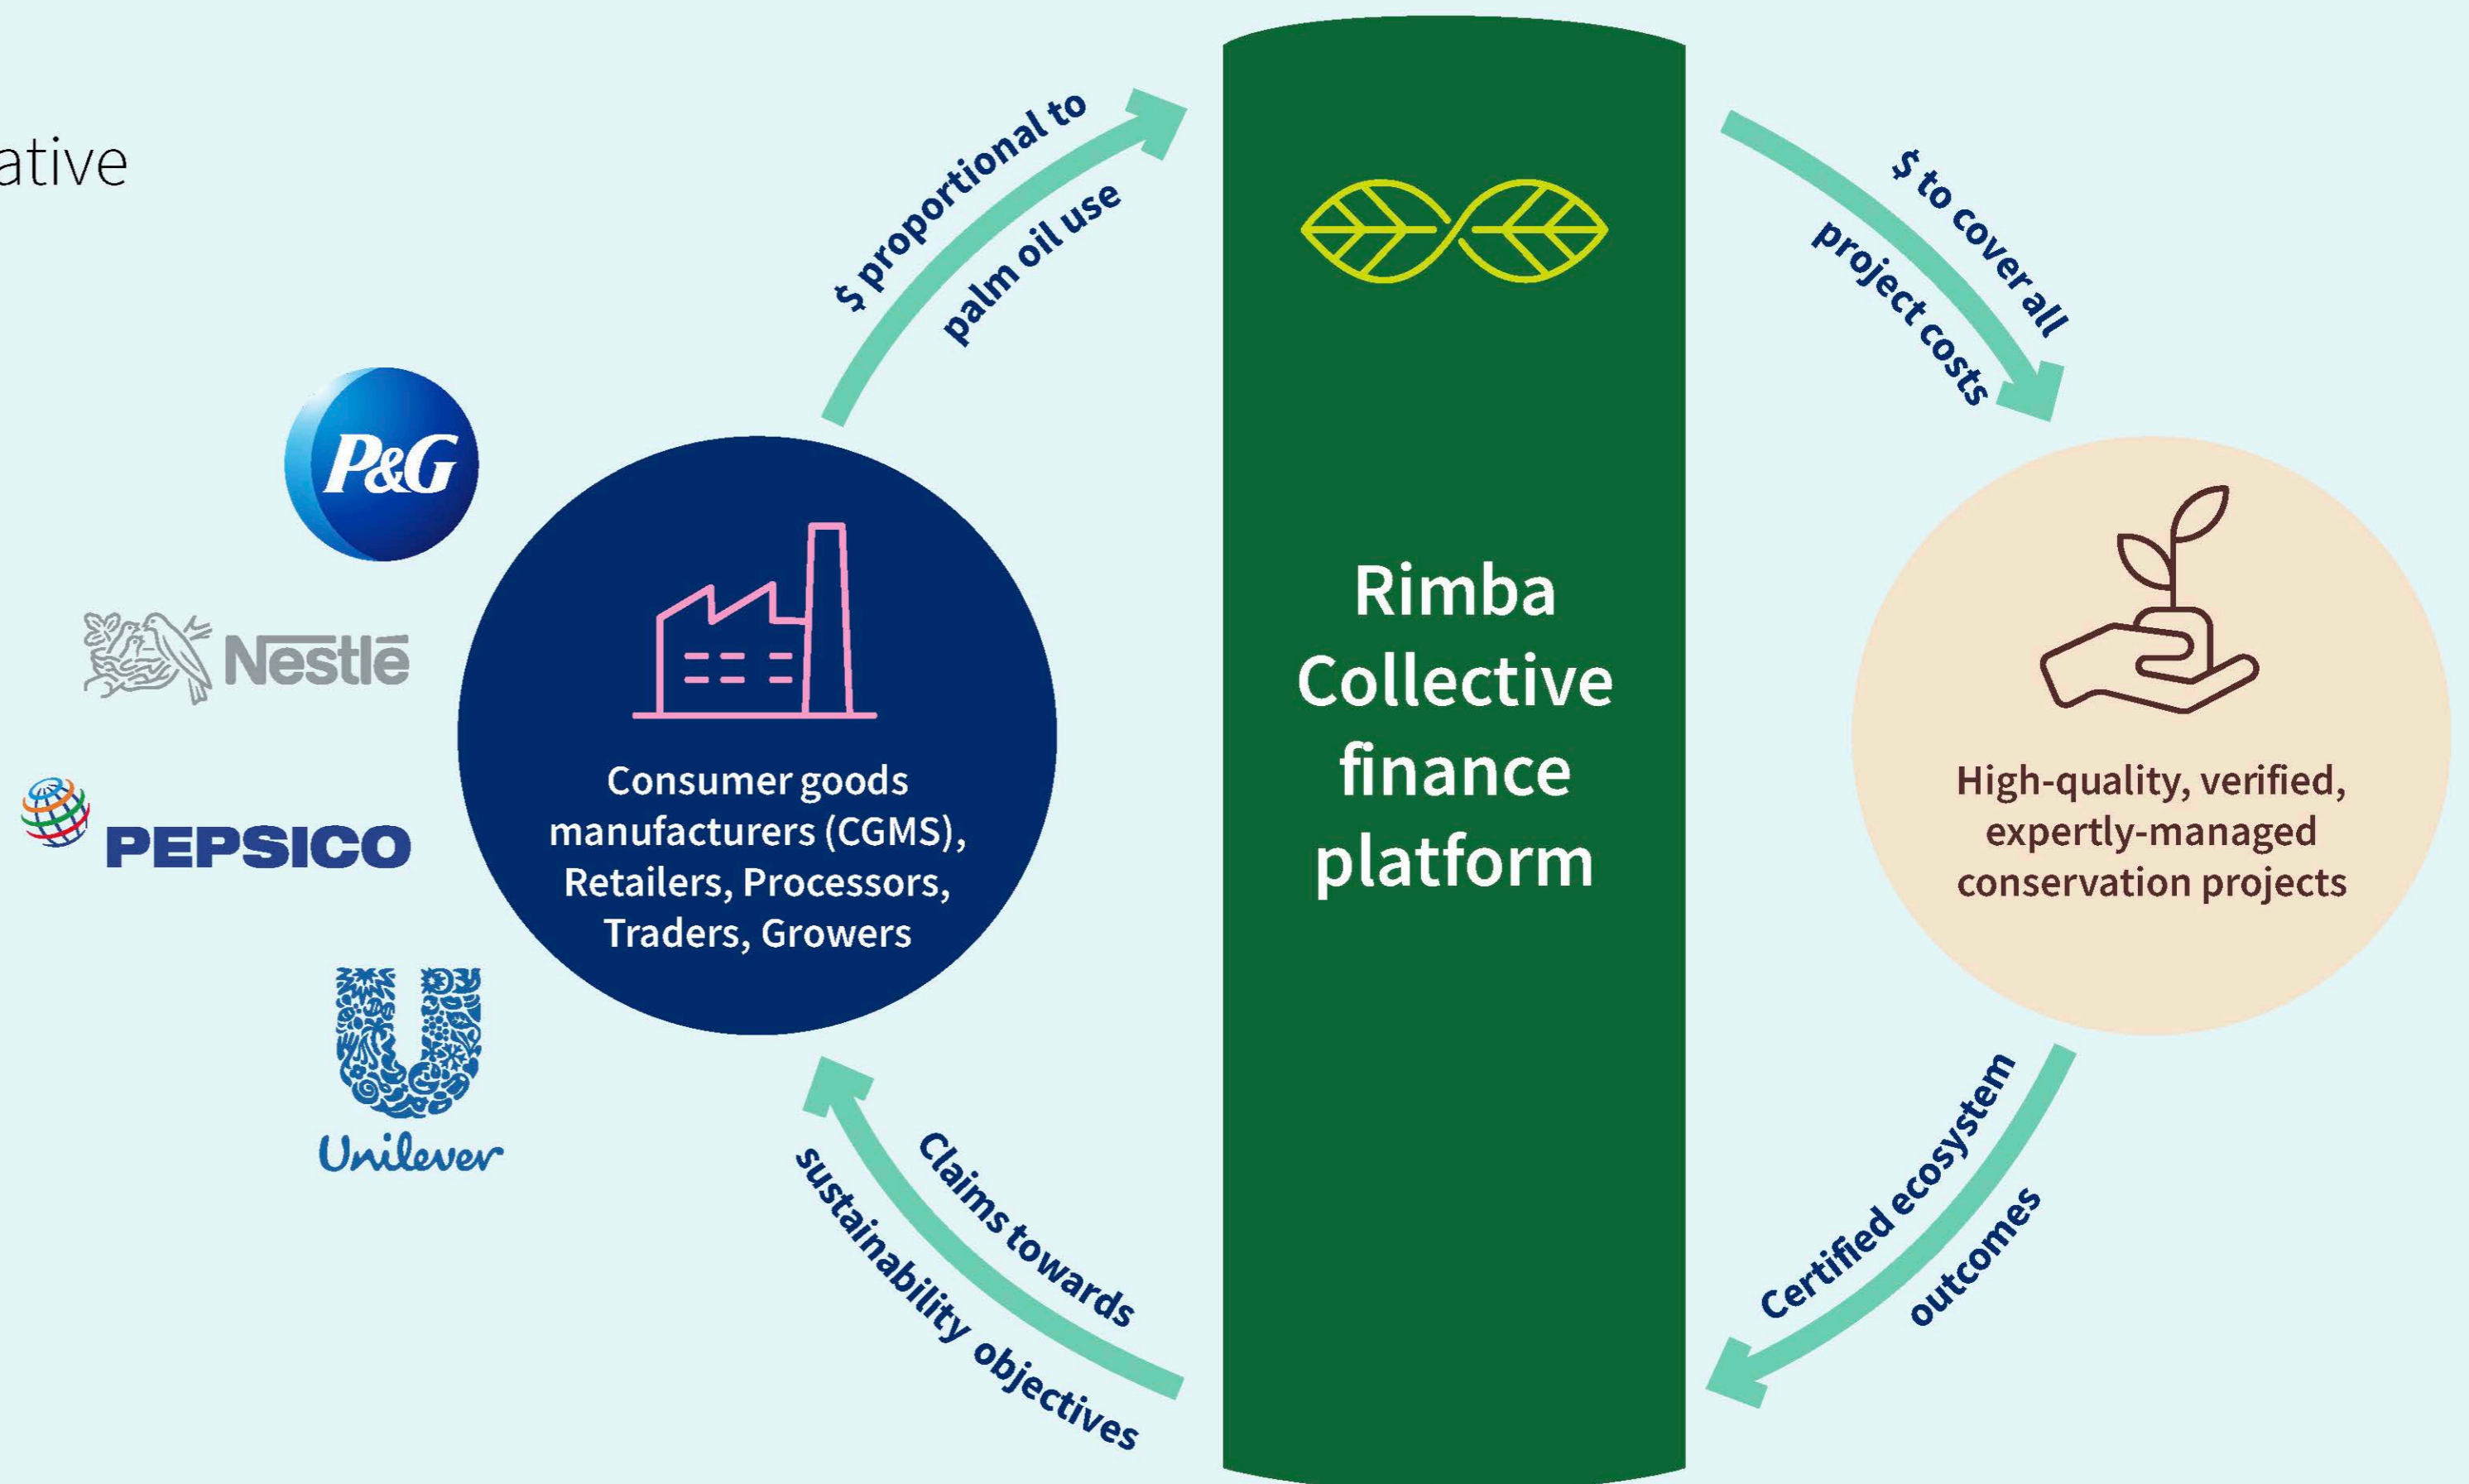 ative
$ proportional to
palm oil use
$ to cover all
project costs
P&G
Nestlé
PEPSICO
Unilever
Consumer goods
manufacturers (CGMS),
Retailers, Processors,
Traders, Growers
Rimba
Collective
finance
platform
High-quality, verified,
expertly-managed
conservation projects
Claims towards
sustainability objectives
Certified ecosystem
outcomes